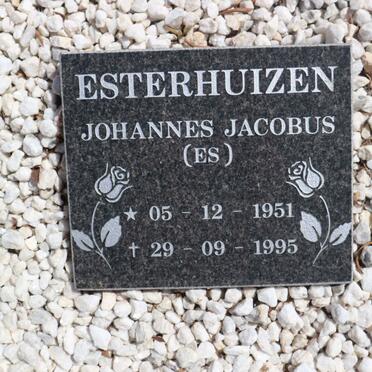 ESTERHUIZEN
JOHANNES JACOBUS
(ES)
★ 05 - 12 - 1951
† 29 - 09 - 1995